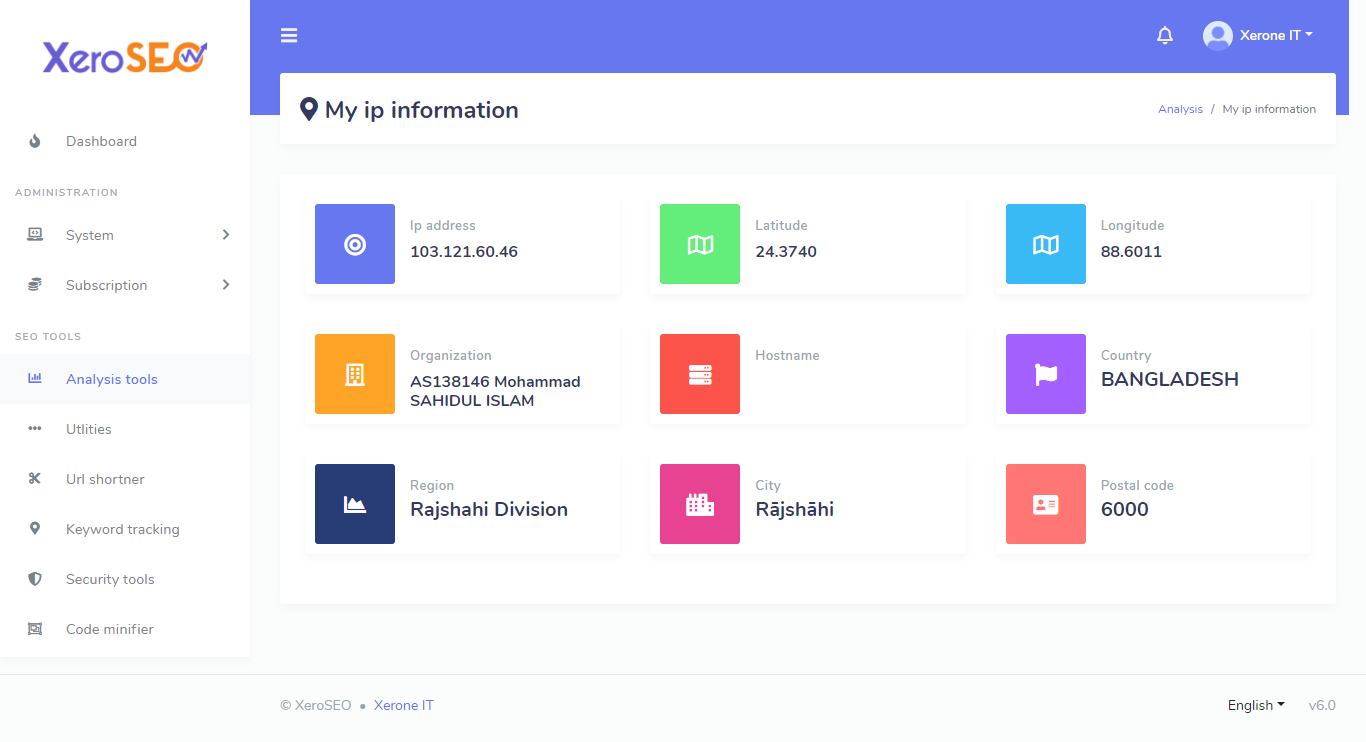 XeroSEO
Xerone IT
My ip information
Analysis / My ip information
Dashboard
ADMINISTRATION
System
Subscription
SEO TOOLS
Analysis tools
Utlities
Url shortner
Keyword tracking
Security tools
Code minifier
Ip address
103.121.60.46
Latitude
24.3740
Longitude
88.6011
Organization
AS138146 Mohammad
SAHIDUL ISLAM
Hostname
Country
BANGLADESH
Region
Rajshahi Division
City
Rājshāhi
Postal code
6000
© XeroSEO • Xerone IT
English
v6.0